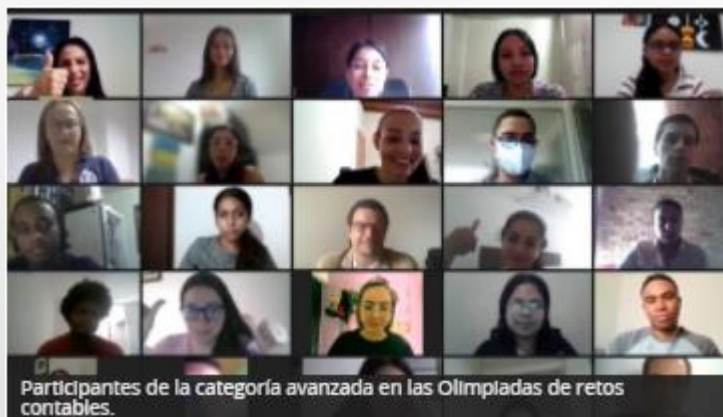 Participantes de la categoría avanzada en las Olimpiadas de retos
contables.